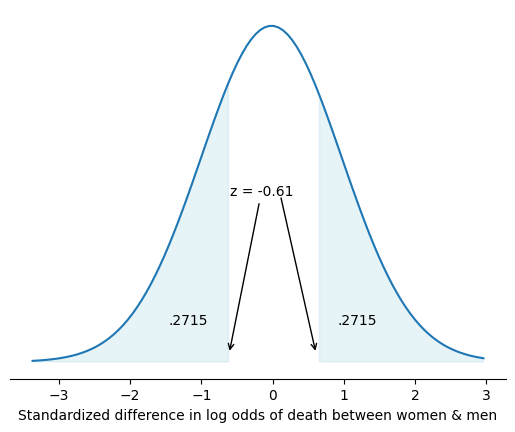 z = -0.61
.2715 .2715
−3 −2 −1 0 1 2 3
Standardized difference in log odds of death between women & men